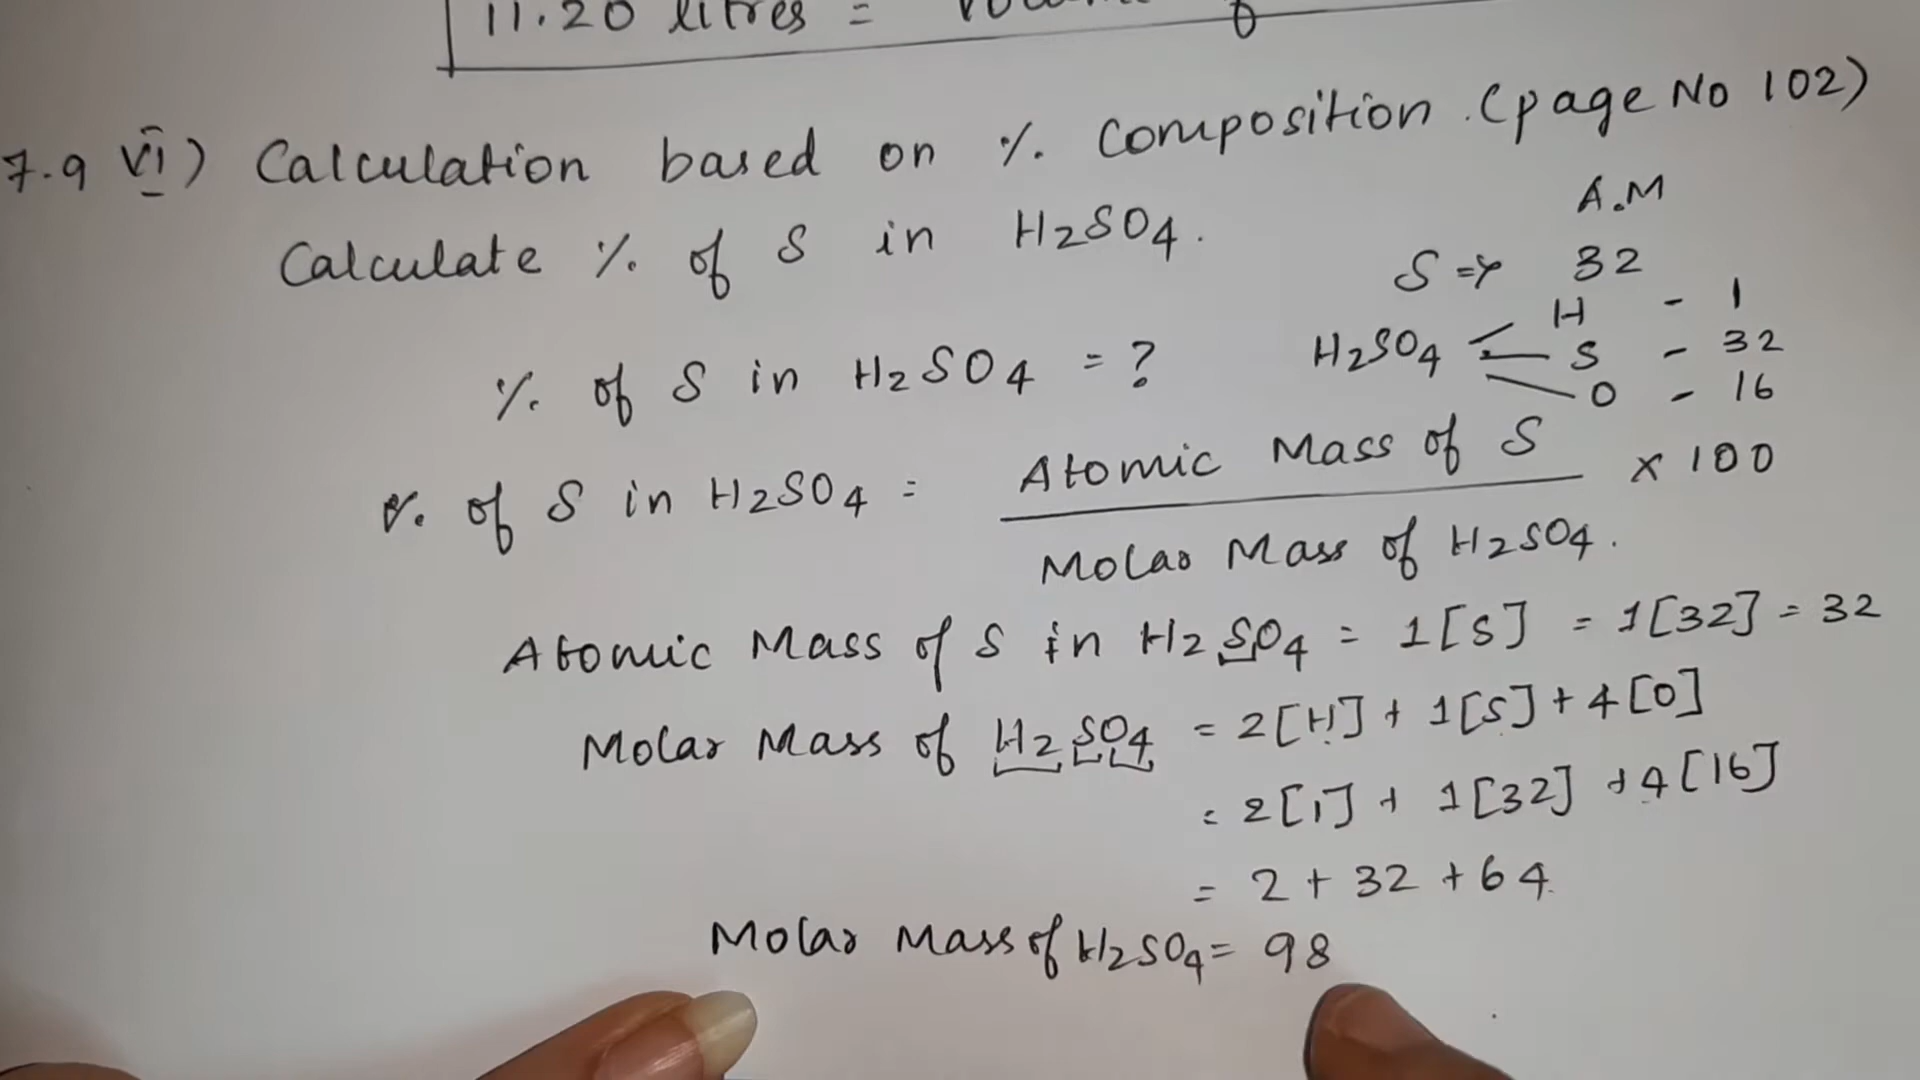 11.20 litres =
7.9 vi) Calculation based on %. Composition. (page No 102)
Calculate %. of S in H2SO4.
A.M
S => 32
H - 1
H2SO4 S - 32
O - 16
%. of S in H2SO4 = ?
%. of S in H2SO4 = Atomic Mass of S × 100
Molar Mass of H2SO4.
Atomic Mass of S in H2SO4 = 1[S] = 1[32] = 32
Molar Mass of H2SO4 = 2[H] + 1[S] + 4[O]
= 2[1] + 1[32] + 4[16]
= 2 + 32 + 64
Molar Mass of H2SO4 = 98